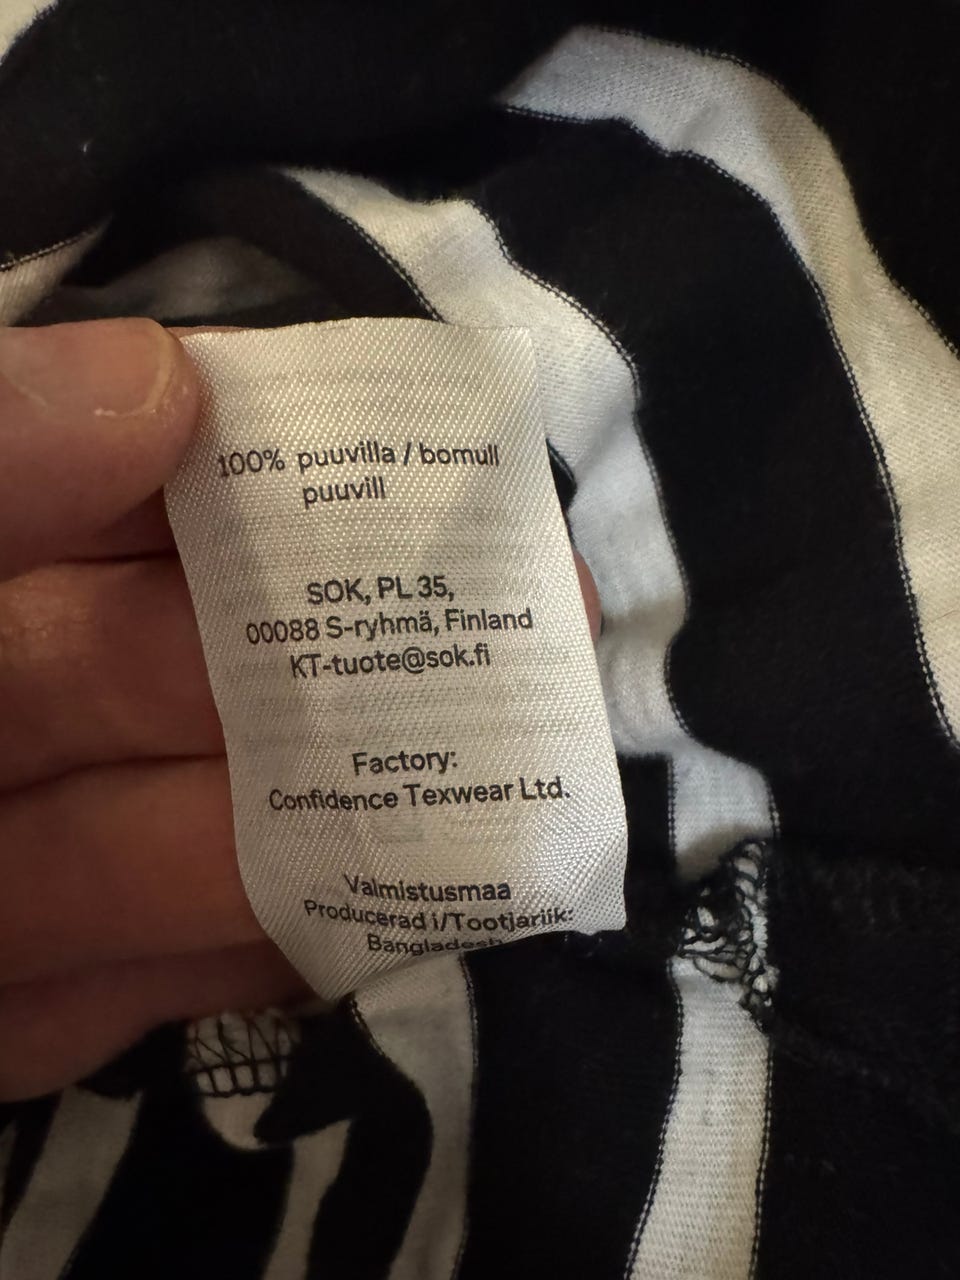 100% puuvilla / bomull
puuvill
SOK, PL 35,
00088 S-ryhmä, Finland
KT-tuote@sok.fi
Factory:
Confidence Texwear Ltd.
Valmistusmaa
Producerad i/Tootjariik:
Bangladesh